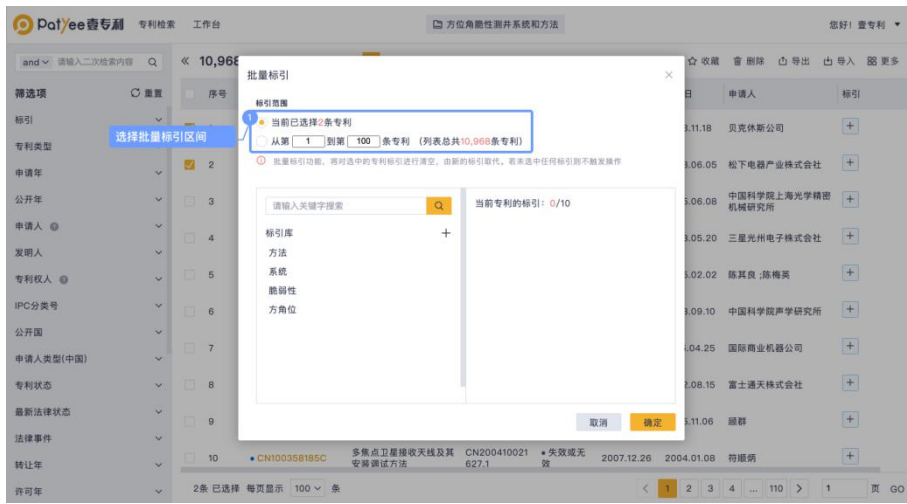 Patyee壹专利 专利检索 工作台 方位角脆性测井系统和方法 您好！壹专利
and 请输入二次检索内容
« 10,968
收藏 删除 导出 导入 更多
筛选项 重置
序号 日 申请人 标引
批量标引
标引范围
1
当前已选择2条专利
从第 1 到第 100 条专利 (列表总共10,968条专利)
批量标引功能，将对选中的专利标引进行清空，由新的标引取代。若未选中任何标引则不触发操作
选择批量标引区间
请输入关键字搜索
当前专利的标引：0/10
标引库
方法
系统
脆弱性
方角位
取消 确定
标引
专利类型
申请年
公开年
申请人
发明人
专利权人
IPC分类号
公开国
申请人类型(中国)
专利状态
最新法律状态
法律事件
转让年
许可年
3.11.18 贝克休斯公司
2 3.06.05 松下电器产业株式会社
3 5.06.08 中国科学院上海光学精密
机械研究所
4 3.05.20 三星光州电子株式会社
5 5.02.02 陈其良 ;陈梅英
6 3.09.10 中国科学院声学研究所
7 .04.25 国际商业机器公司
8 2.08.15 富士通天株式会社
9 5.11.06 顾群
10 CN100358185C 多焦点卫星接收天线及其 CN200410021 失效或无 2007.12.26 2004.01.08 符顺炳
安装调试方法 627.1 效
2条 已选择 每页显示 100 条 < 1 2 3 4 ... 110 > 1 页 GO